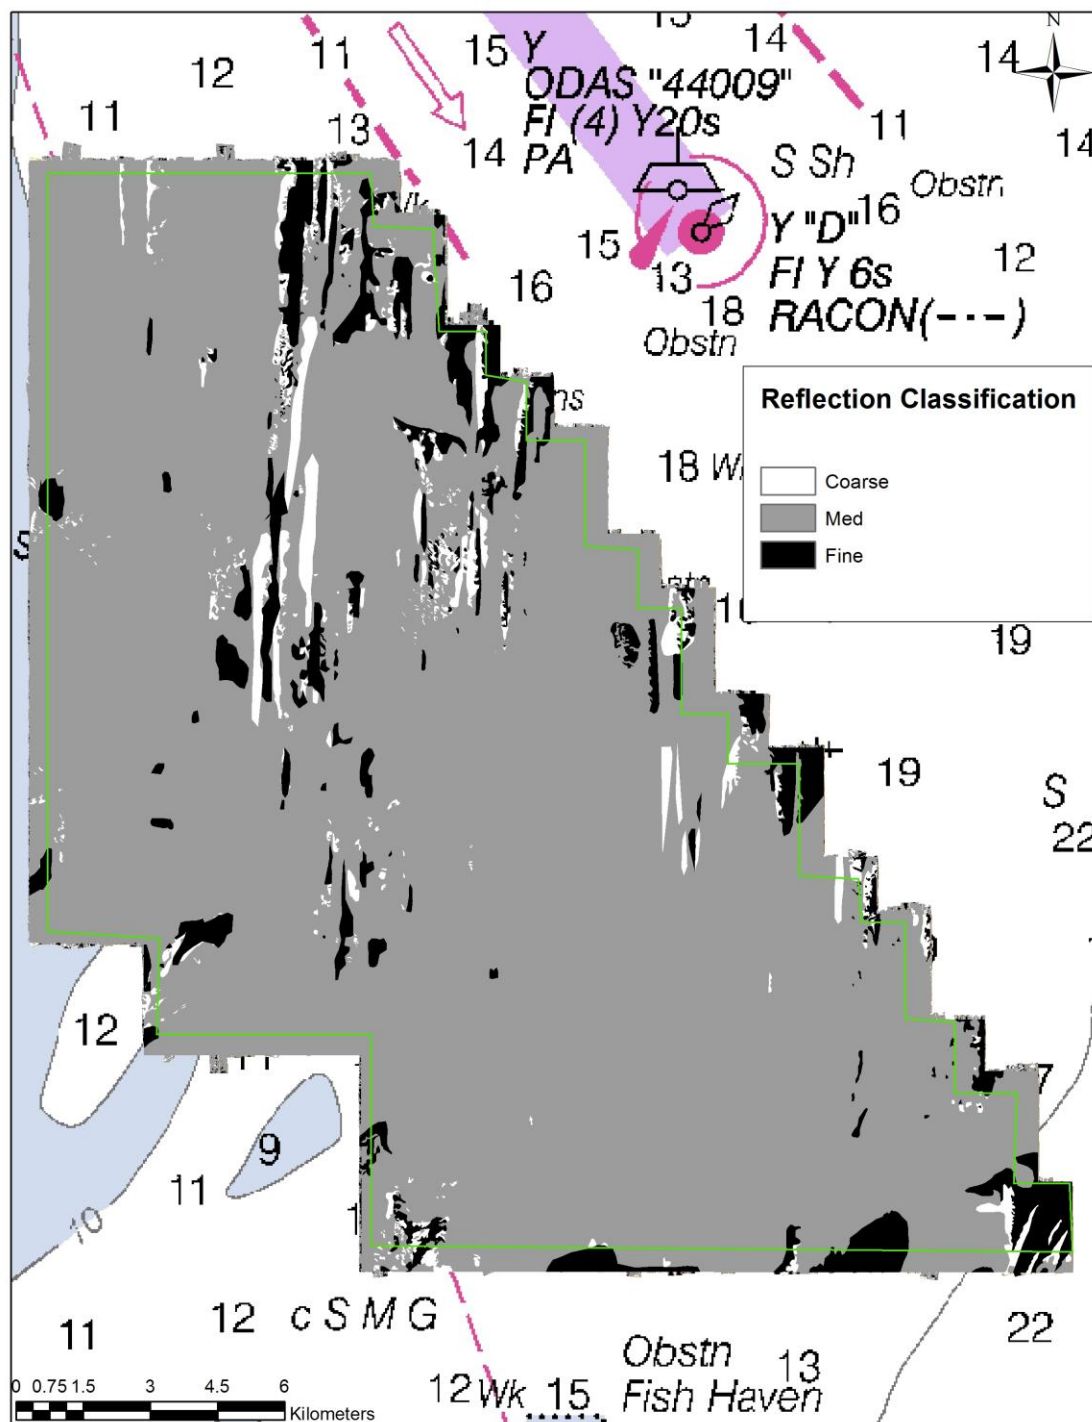 N
15
15
14
14
12
11
Y
ODAS "44009"
Fl (4) Y20s
PA
11
13
14
11
14
S Sh
Obstn
16
Y "D"
15
12
13
Fl Y 6s
16
18
RACON(-·-)
Obstn
Reflection Classification
18
Coarse
Med
Fine
S
19
19
S
22
12
9
11
10
c S M G
12
11
22
Obstn
13
12
Wk
15
Fish Haven
0 0.75 1.5 3 4.5 6
Kilometers